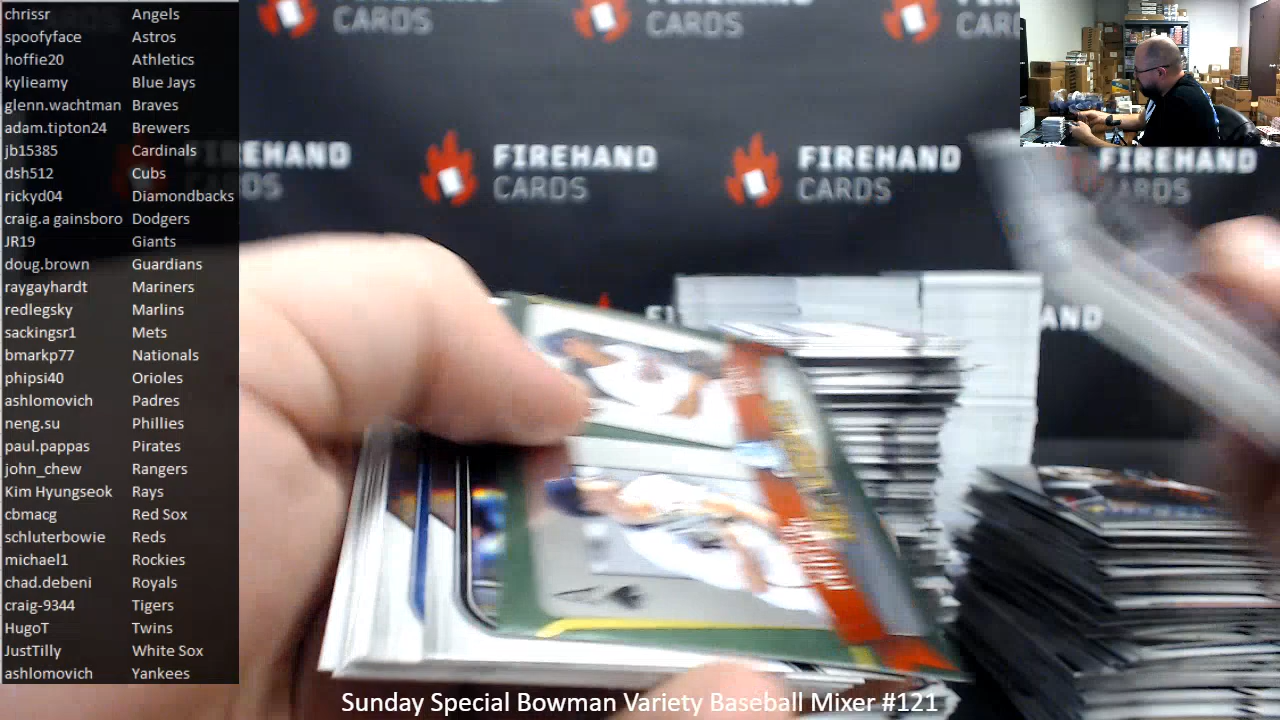 chrissr Angels
spoofyface Astros
hoffie20 Athletics
kylieamy Blue Jays
glenn.wachtman Braves
adam.tipton24 Brewers
jb15385 Cardinals
dsh512 Cubs
rickyd04 Diamondbacks
craig.a gainsboro Dodgers
JR19 Giants
doug.brown Guardians
raygayhardt Mariners
redlegsky Marlins
sackingsr1 Mets
bmarkp77 Nationals
phipsi40 Orioles
ashlomovich Padres
neng.su Phillies
paul.pappas Pirates
john_chew Rangers
Kim Hyungseok Rays
cbmacg Red Sox
schluterbowie Reds
michael1 Rockies
chad.debeni Royals
craig-9344 Tigers
HugoT Twins
JustTilly White Sox
ashlomovich Yankees
CARDS
CARDS
FIREHAND
CARDS
FIREHAND
CARDS
FIREHAND
CARDS
Sunday Special Bowman Variety Baseball Mixer #121